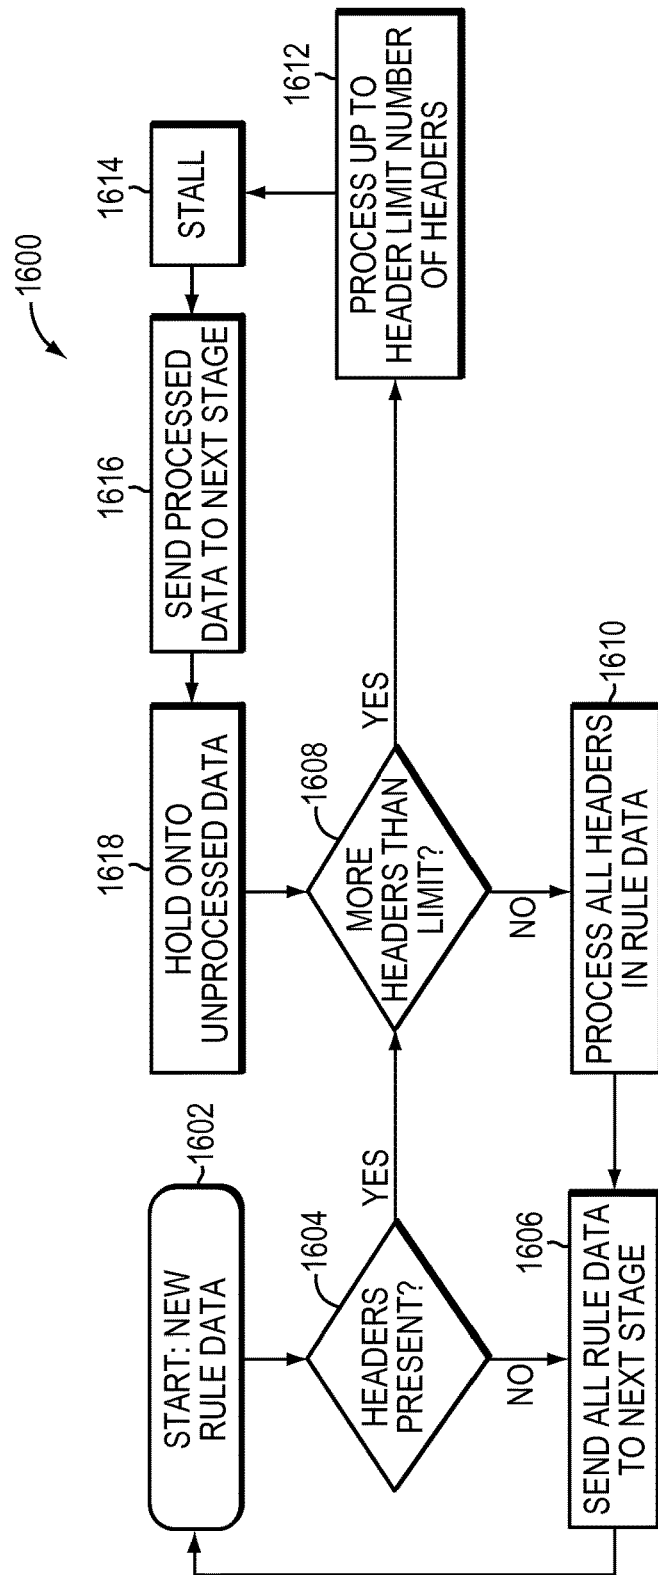 1600
START: NEW
RULE DATA
1602
HEADERS
PRESENT?
1604
YES
NO
SEND ALL RULE DATA
TO NEXT STAGE
1606
MORE
HEADERS THAN
LIMIT?
1608
YES
NO
PROCESS ALL HEADERS
IN RULE DATA
1610
PROCESS UP TO
HEADER LIMIT NUMBER
OF HEADERS
1612
STALL
1614
SEND PROCESSED
DATA TO NEXT STAGE
1616
HOLD ONTO
UNPROCESSED DATA
1618